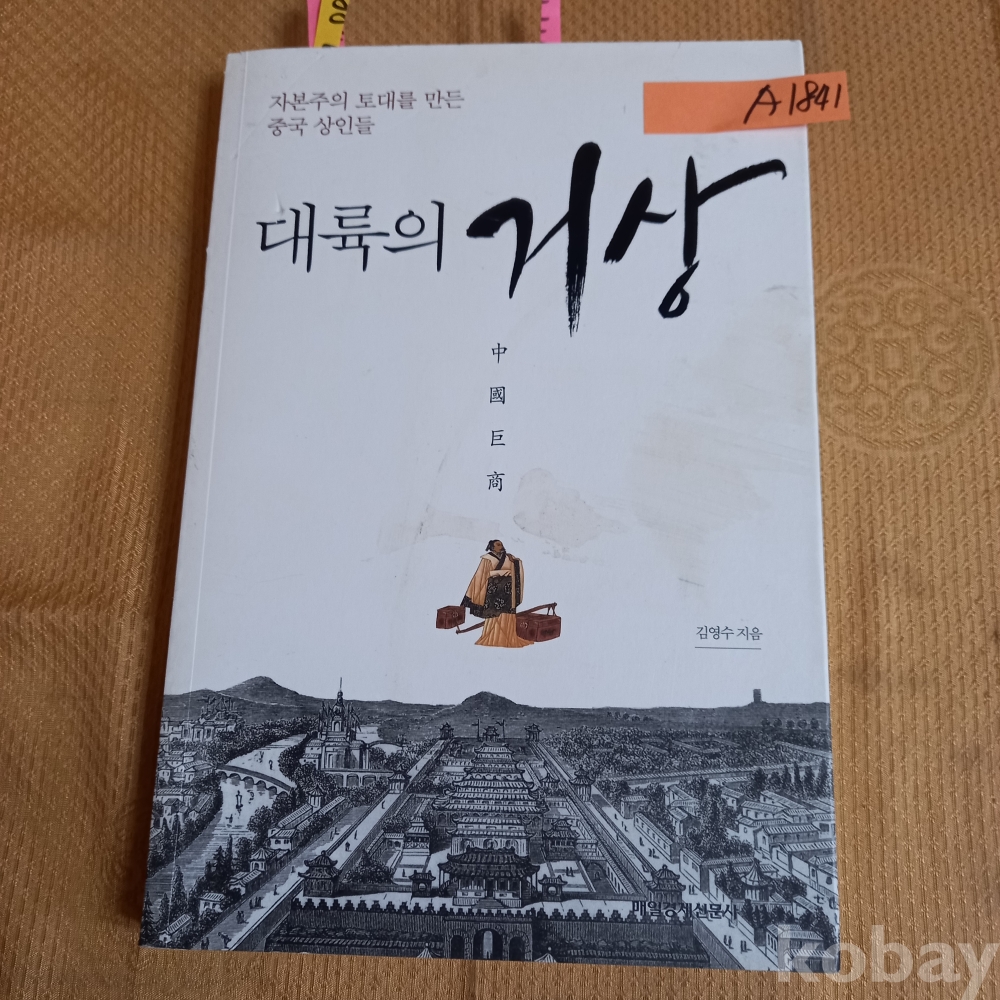 자본주의 토대를 만든
중국 상인들
A1841
대륙의 거상
中
國
巨
商
김영수 지음
매일경제신문사
kobay